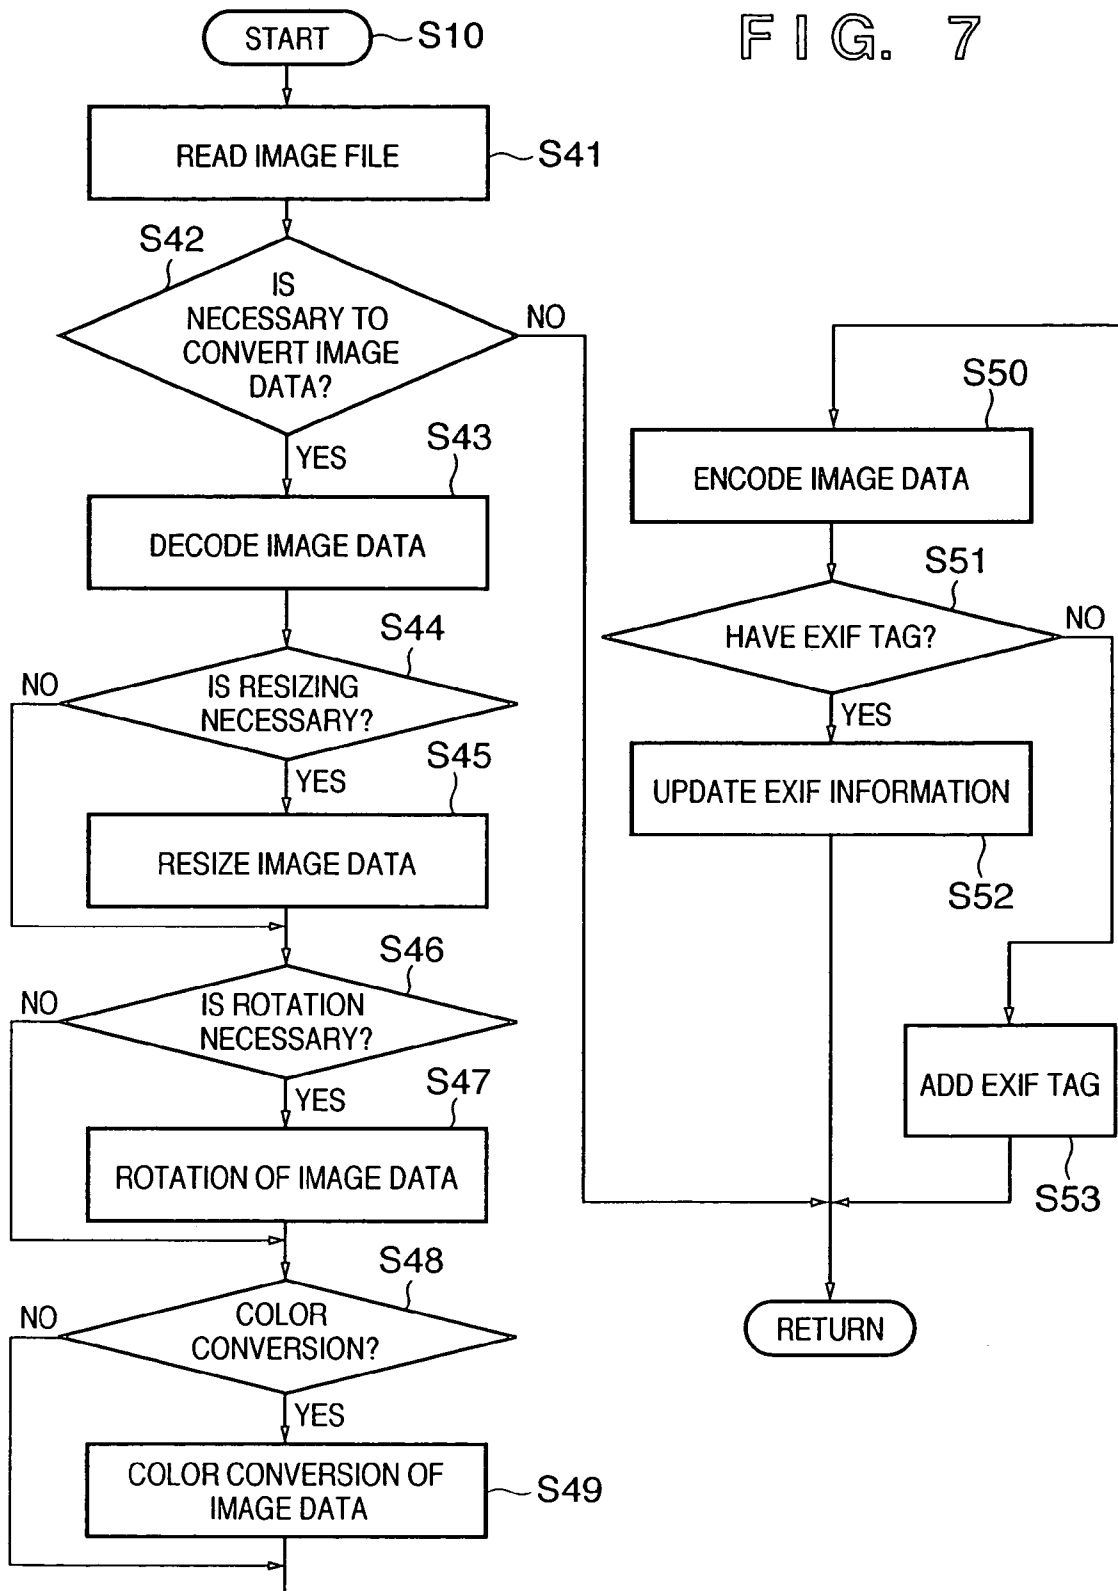 FIG. 7
START
S10
READ IMAGE FILE
S41
S42
IS
NECESSARY TO
CONVERT IMAGE
DATA?
NO
YES
S43
DECODE IMAGE DATA
S44
NO
IS RESIZING
NECESSARY?
YES
S45
RESIZE IMAGE DATA
S46
NO
IS ROTATION
NECESSARY?
YES
S47
ROTATION OF IMAGE DATA
S48
NO
COLOR
CONVERSION?
YES
COLOR CONVERSION OF
IMAGE DATA
S49
S50
ENCODE IMAGE DATA
S51
HAVE EXIF TAG?
NO
YES
UPDATE EXIF INFORMATION
S52
ADD EXIF TAG
S53
RETURN